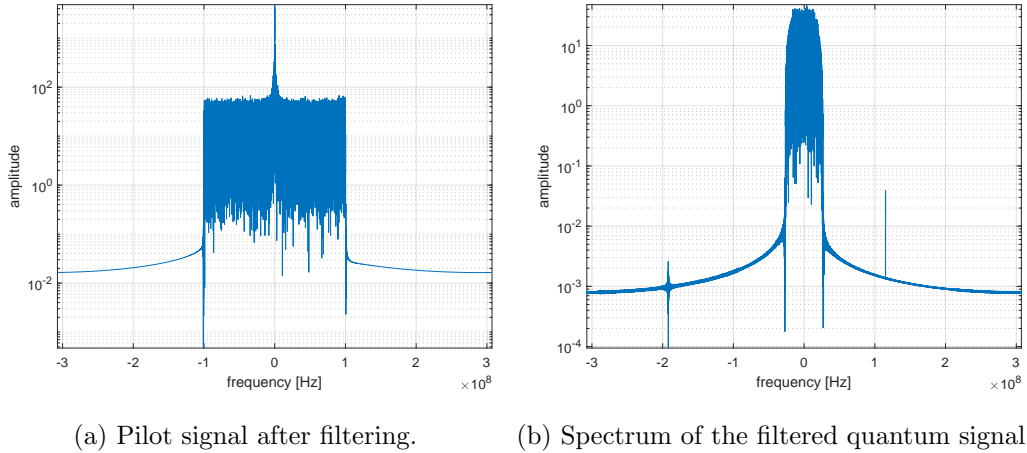 amplitude
10^2
10^0
10^-2
-3 -2 -1 0 1 2 3
frequency [Hz]
×10^8
(a) Pilot signal after filtering.
amplitude
10^1
10^0
10^-1
10^-2
10^-3
10^-4
-3 -2 -1 0 1 2 3
frequency [Hz]
×10^8
(b) Spectrum of the filtered quantum signal